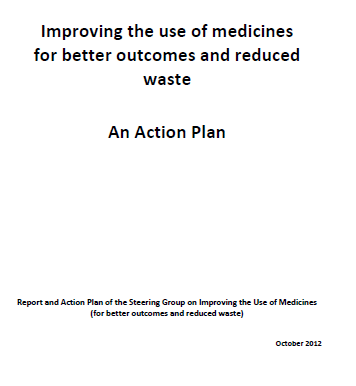 Improving the use of medicines
for better outcomes and reduced
waste
An Action Plan
Report and Action Plan of the Steering Group on Improving the Use of Medicines
(for better outcomes and reduced waste)
October 2012